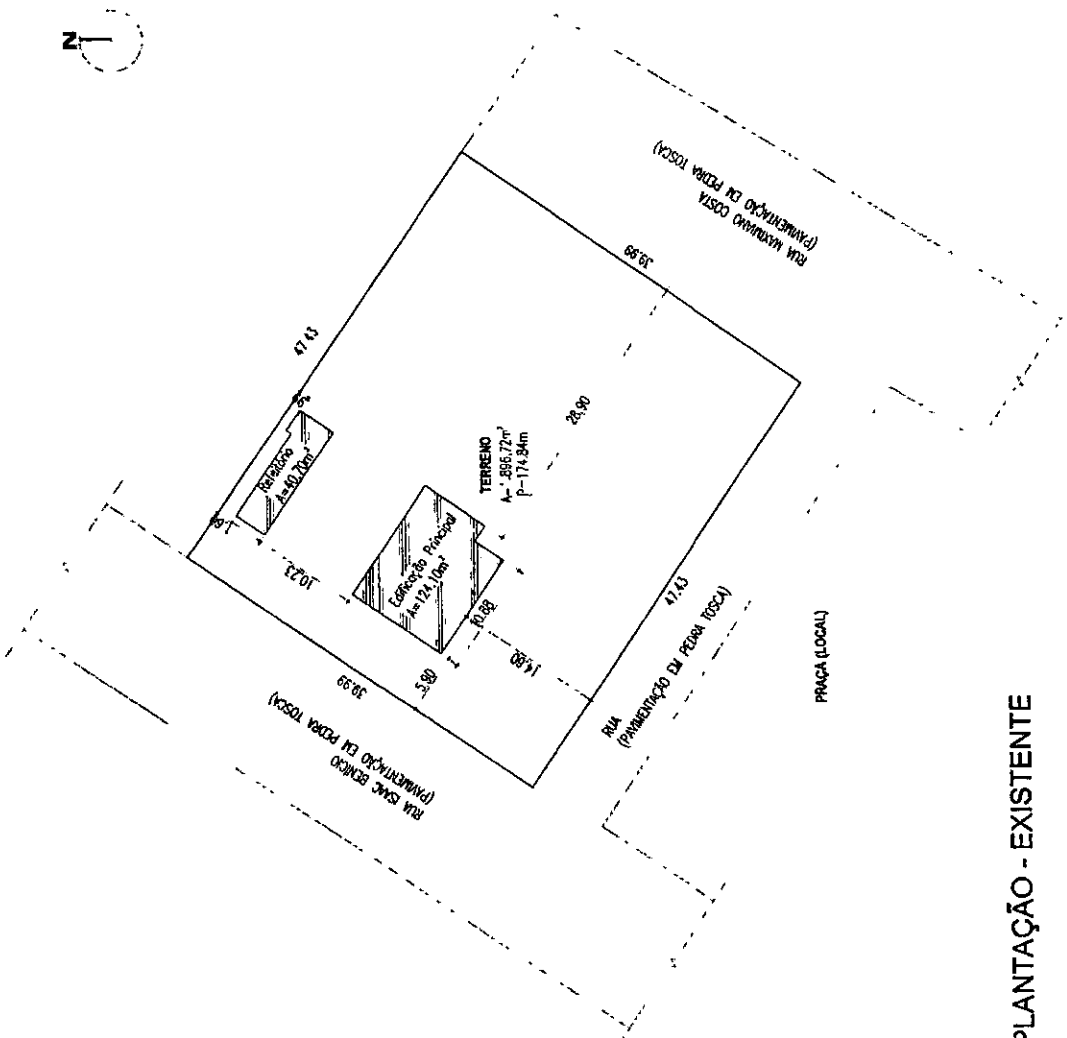 N
RUA MAXIMIANO COSTA
(PAVIMENTAÇÃO EM PEDRA TOSCA)
39.99
47.43
Refeitório
A=40.70m²
28,90
TERRENO
A=1.896,72m²
P=174.84m
10,23
Edificação Principal
A=124,10m²
10.88
5,80
14,60
39.99
47.43
RUA ISAAC BENÍCIO
(PAVIMENTAÇÃO EM PEDRA TOSCA)
RUA
(PAVIMENTAÇÃO EM PEDRA TOSCA)
PRAÇA (LOCAL)
PLANTAÇÃO - EXISTENTE